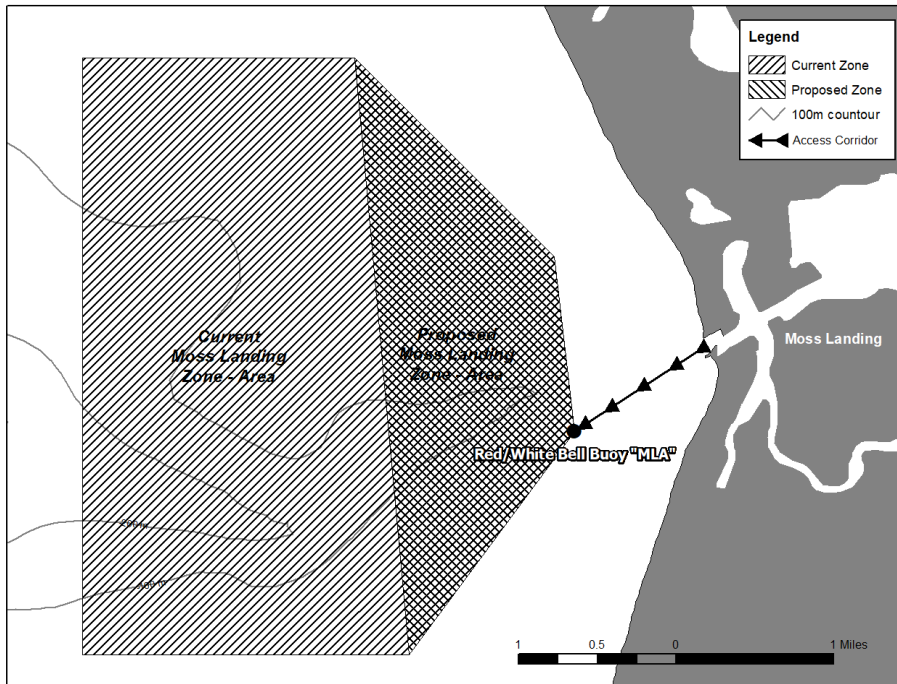 Legend
Current Zone
Proposed Zone
100m countour
Access Corridor
Current
Moss Landing
Zone - Area
Proposed
Moss Landing
Zone - Area
Moss Landing
Red/White Bell Buoy "MLA"
1 0.5 0 1 Miles